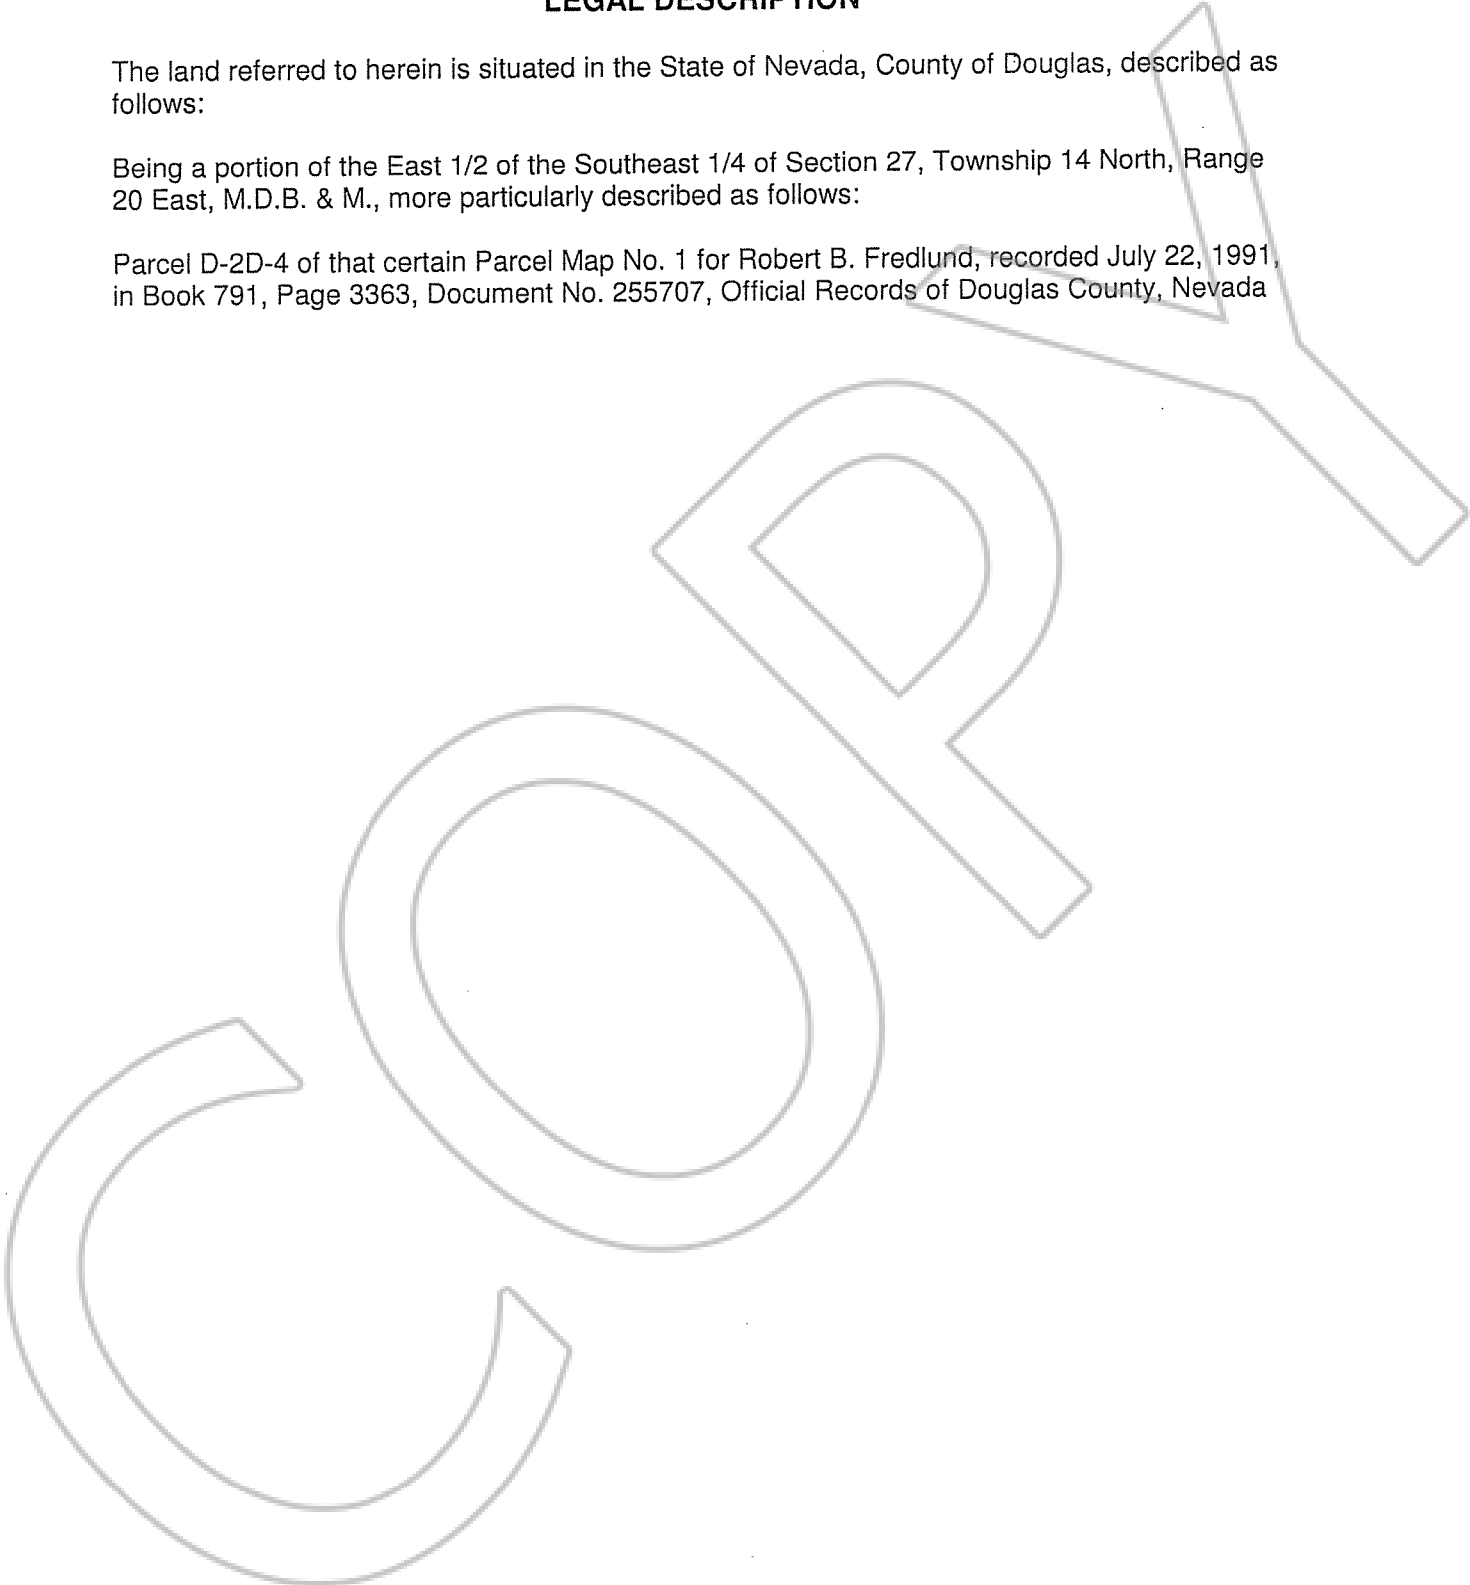 LEGAL DESCRIPTION
The land referred to herein is situated in the State of Nevada, County of Douglas, described as
follows:
Being a portion of the East 1/2 of the Southeast 1/4 of Section 27, Township 14 North, Range
20 East, M.D.B. & M., more particularly described as follows:
Parcel D-2D-4 of that certain Parcel Map No. 1 for Robert B. Fredlund, recorded July 22, 1991,
in Book 791, Page 3363, Document No. 255707, Official Records of Douglas County, Nevada
COPY